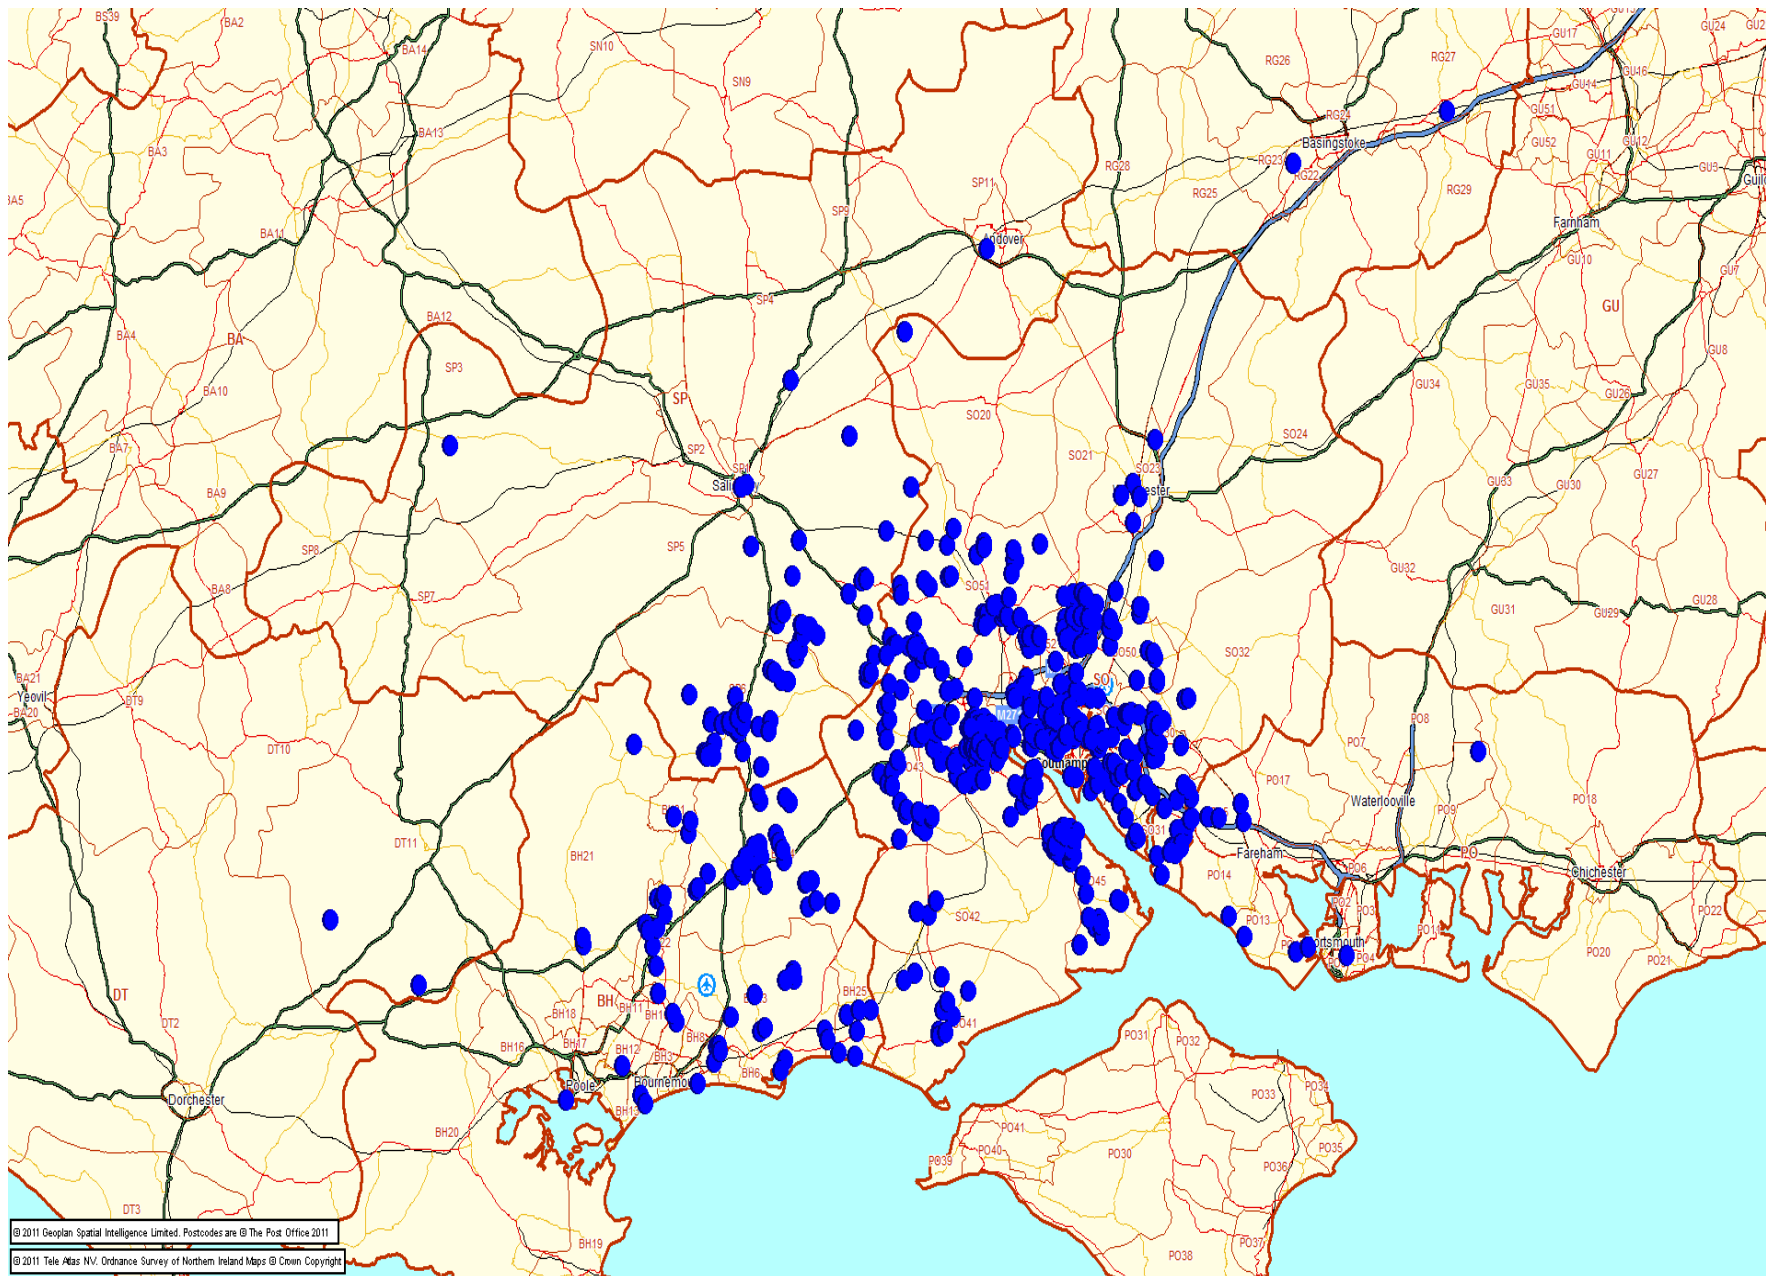 BS39
BA2
BA14
SN10
GU17
GU24
RG26
RG27
SN9
GU16
GU14
GU51
BA3
BA13
RG24
Basingstoke
GU52
GU12
GU11
RG23
RG28
GU3
RG22
SP11
RG25
RG29
SP9
BA11
Andover
Farnham
GU10
GU7
SP4
BA12
GU
BA4
BA
GU8
SP3
GU34
GU35
BA10
GU26
SP
SO20
SO24
BA7
SP2
SO21
SP1
SO23
GU27
GU33
GU30
BA9
SP5
SP8
BA8
SO51
GU32
SP7
GU31
GU29
GU28
SO50
SO32
BA21
Yeovil
DT9
SO
BA20
M27
PO8
DT10
PO7
PO17
Waterlooville
PO9
PO18
DT11
BH21
SO31
Fareham
PO
PO6
Chichester
PO14
SO42
PO2
PO3
PO22
PO13
PO11
PO4
PO20
PO21
DT
BH
BH25
BH11
DT2
BH18
SO41
BH17
BH16
BH12
BH3
BH8
BH6
PO31
PO32
Poole
PO34
PO33
Dorchester
BH13
BH20
PO41
PO40
PO39
PO30
PO35
PO36
DT3
PO37
PO38
BH19
© 2011 Geoplan Spatial Intelligence Limited. Postcodes are © The Post Office 2011
© 2011 Tele Atlas NV. Ordnance Survey of Northern Ireland Maps © Crown Copyright